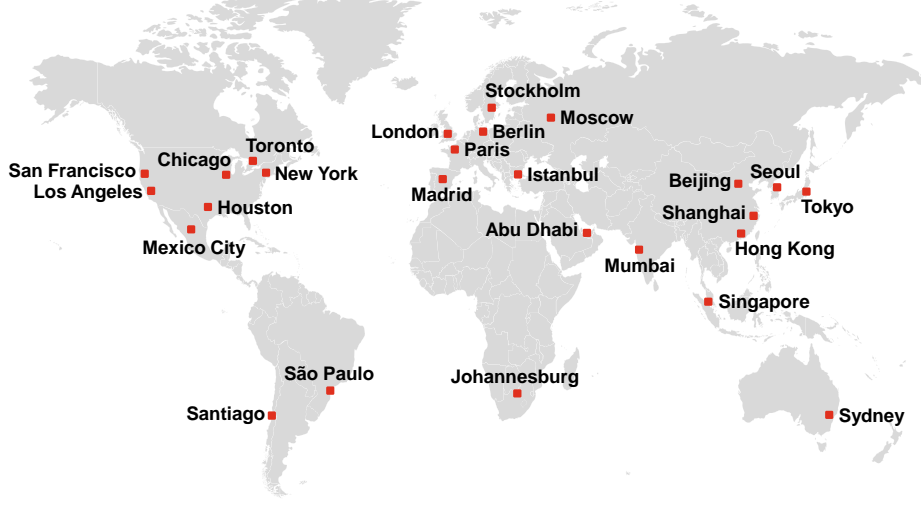 Stockholm
Moscow
London
Berlin
Paris
Toronto
Chicago
San Francisco
New York
Istanbul
Seoul
Beijing
Los Angeles
Madrid
Houston
Tokyo
Shanghai
Abu Dhabi
Mexico City
Hong Kong
Mumbai
Singapore
São Paulo
Johannesburg
Santiago
Sydney